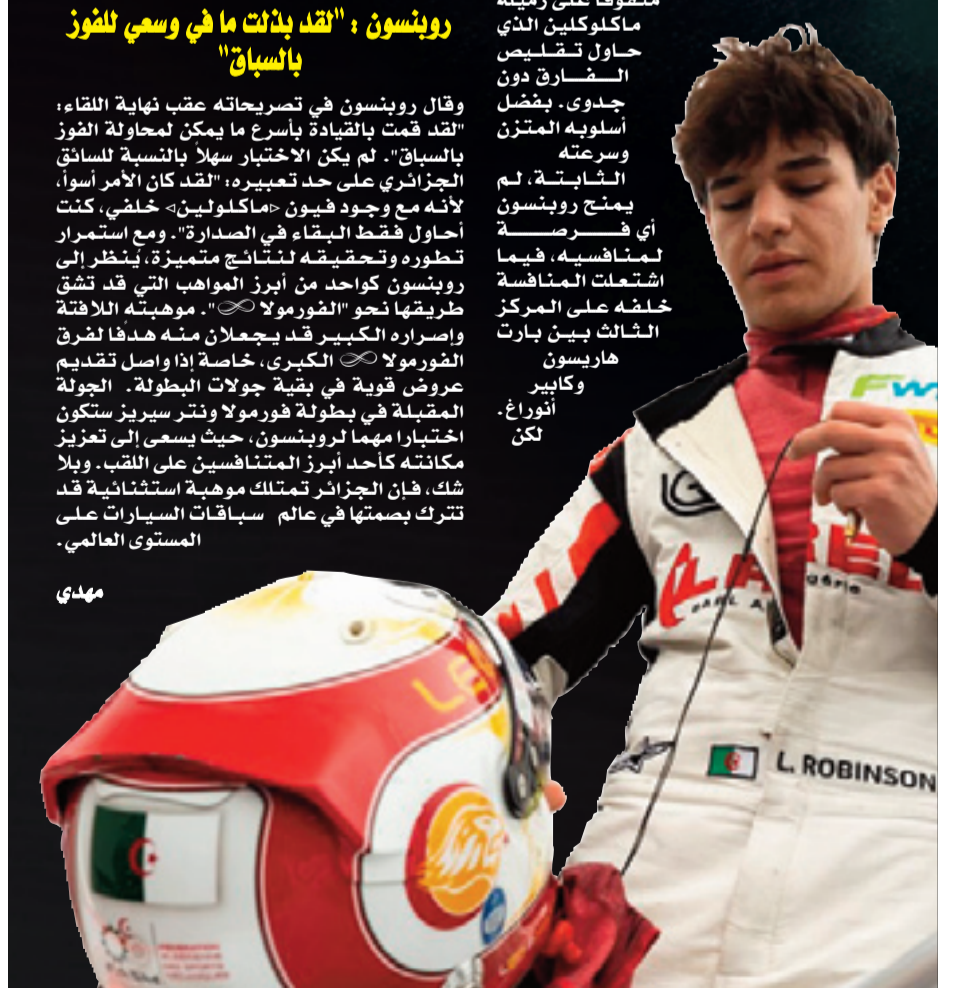 متفوقا على زميله
ماكلوكلين الذي
حاول تقليص
الفارق دون
جدوى. بفضل
أسلوبه المتزن
وسرعته
الثابتة، لم
يمنح روبنسون
أي فرصة
لمنافسيه، فيما
اشتعلت المنافسة
خلفه على المركز
الثالث بين بارت
هاريسون
وكابير
أنوراغ.
لكن
روبنسون : "لقد بذلت ما في وسعي للفوز
بالسباق"
وقال روبنسون في تصريحاته عقب نهاية اللقاء:
"لقد قمت بالقيادة بأسرع ما يمكن لمحاولة الفوز
بالسباق". لم يكن الاختبار سهلاً بالنسبة للسائق
الجزائري على حد تعبيره: "لقد كان الأمر أسوأ،
لأنه مع وجود فيون «ماكلولين» خلفي، كنت
أحاول فقط البقاء في الصدارة". ومع استمرار
تطوره وتحقيقه لنتائج متميزة، يُنظر إلى
روبنسون كواحد من أبرز المواهب التي قد تشق
طريقها نحو "الفورمولا ∞". موهبته اللافتة
وإصراره الكبير قد يجعلان منه هدفًا لفرق
الفورمولا ∞ الكبرى، خاصة إذا واصل تقديم
عروض قوية في بقية جولات البطولة. الجولة
المقبلة في بطولة فورمولا ونتر سيريز ستكون
اختبارا مهما لروبنسون، حيث يسعى إلى تعزيز
مكانته كأحد أبرز المتنافسين على اللقب. وبلا
شك، فإن الجزائر تمتلك موهبة استثنائية قد
تترك بصمتها في عالم سباقات السيارات على
المستوى العالمي.
مهدي
L. ROBINSON